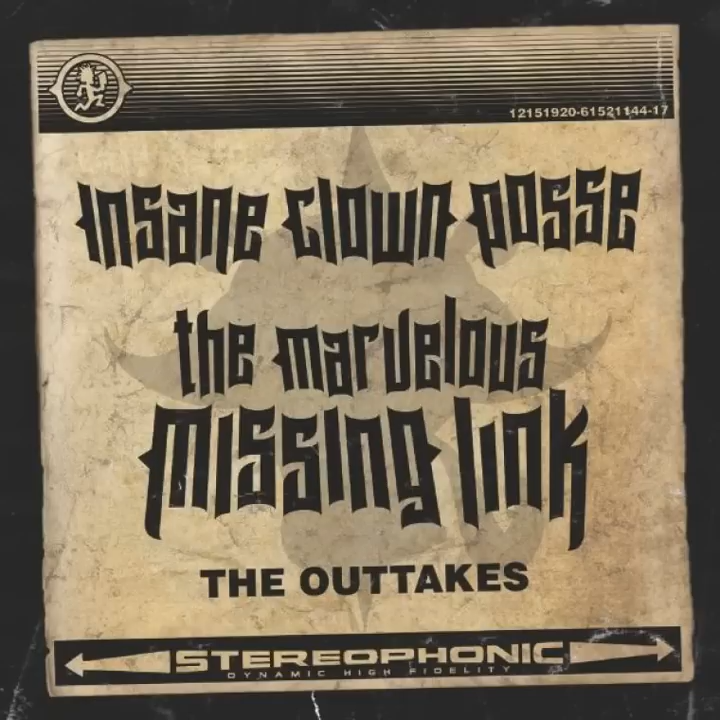 12151920-61521144-17
insane clown posse
the marvelous
missing link
THE OUTTAKES
STEREOPHONIC
DYNAMIC HIGH FIDELITY